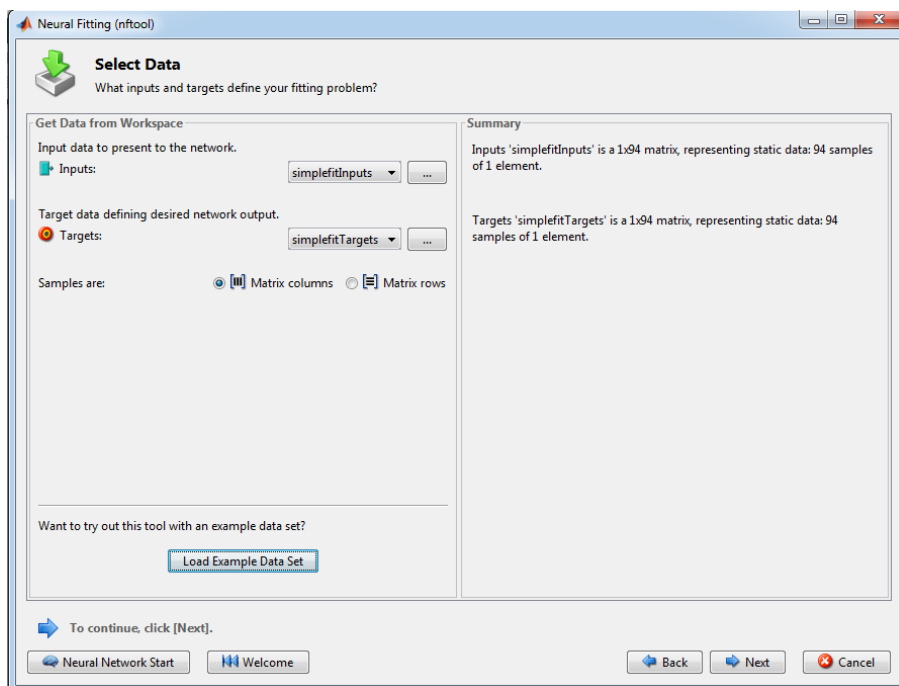 Neural Fitting (nftool)
Select Data
What inputs and targets define your fitting problem?
Get Data from Workspace
Input data to present to the network.
Inputs:
simplefitInputs
...
Target data defining desired network output.
Targets:
simplefitTargets
...
Samples are:
Matrix columns
Matrix rows
Want to try out this tool with an example data set?
Load Example Data Set
Summary
Inputs 'simplefitInputs' is a 1x94 matrix, representing static data: 94 samples
of 1 element.
Targets 'simplefitTargets' is a 1x94 matrix, representing static data: 94
samples of 1 element.
To continue, click [Next].
Neural Network Start
Welcome
Back
Next
Cancel